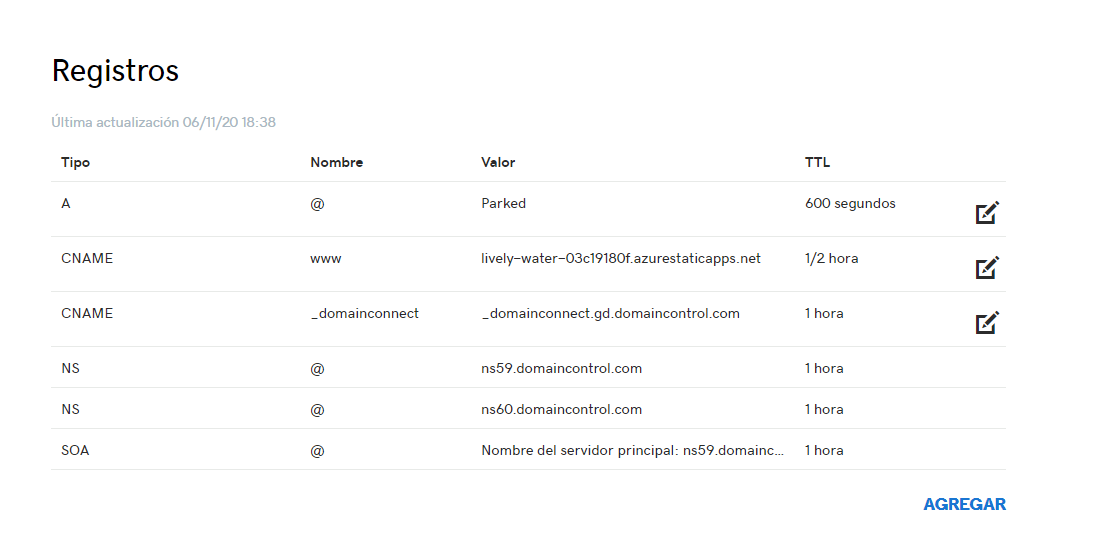 Registros
Última actualización 06/11/20 18:38
Tipo Nombre Valor TTL
A @ Parked 600 segundos
CNAME www lively-water-03c19180f.azurestaticapps.net 1/2 hora
CNAME _domainconnect _domainconnect.gd.domaincontrol.com 1 hora
NS @ ns59.domaincontrol.com 1 hora
NS @ ns60.domaincontrol.com 1 hora
SOA @ Nombre del servidor principal: ns59.domainc... 1 hora
AGREGAR